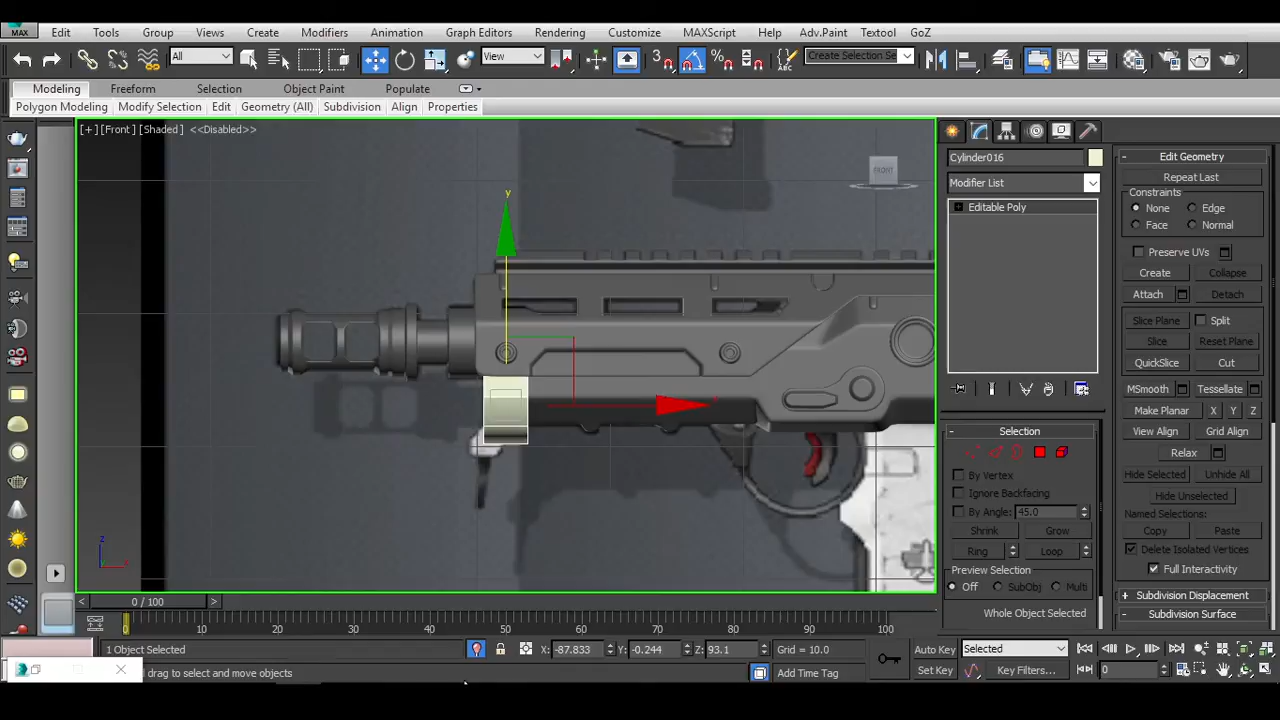 MAX Edit Tools Group Views Create Modifiers Animation Graph Editors Rendering Customize MAXScript Help Adv.Paint Textool GoZ
All View 3 Create Selection Se
Modeling Freeform Selection Object Paint Populate
Polygon Modeling Modify Selection Edit Geometry (All) Subdivision Align Properties
[+] [Front] [Shaded] <<Disabled>>
FRONT
y
x
z
x
Cylinder016
Modifier List
Editable Poly
Selection
By Vertex
Ignore Backfacing
By Angle: 45.0
Shrink Grow
Ring Loop
Preview Selection
Off SubObj Multi
Whole Object Selected
Edit Geometry
Repeat Last
Constraints
None Edge
Face Normal
Preserve UVs
Create Collapse
Attach Detach
Slice Plane Split
Slice Reset Plane
QuickSlice Cut
MSmooth Tessellate
Make Planar X Y Z
View Align Grid Align
Relax
Hide Selected Unhide All
Hide Unselected
Named Selections:
Copy Paste
Delete Isolated Vertices
Full Interactivity
Subdivision Displacement
Subdivision Surface
< 0 / 100 >
0 10 20 30 40 50 60 70 80 90 100
1 Object Selected X: -87.833 Y: -0.244 Z: 93.1 Grid = 10.0 Auto Key Selected
drag to select and move objects Add Time Tag Set Key Key Filters... 0